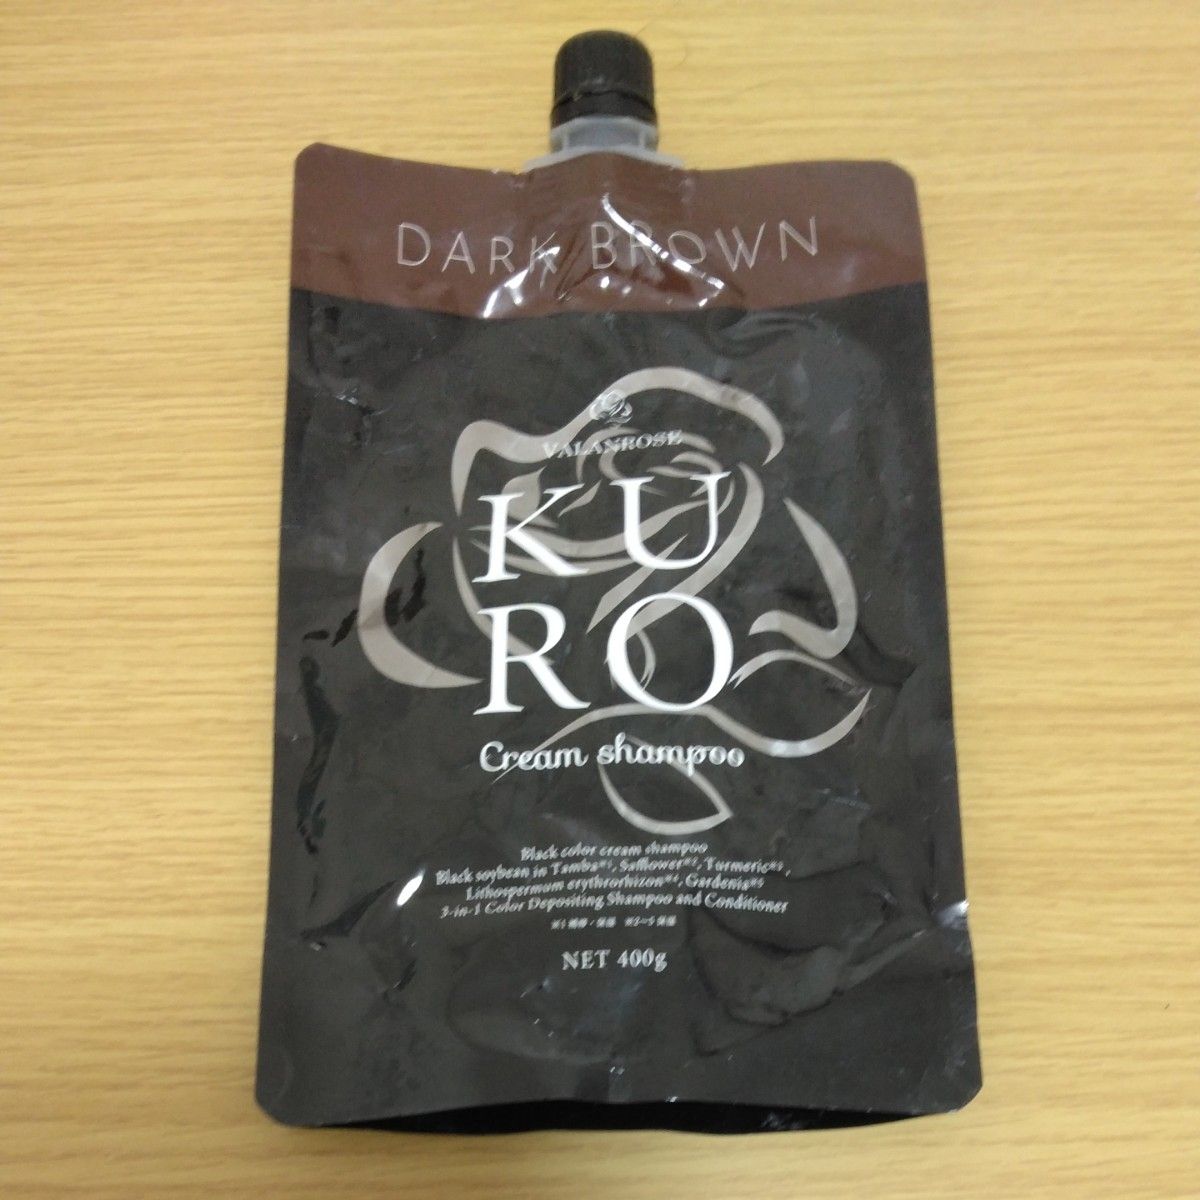 DARK BROWN
VALANROSE
KU
RO
Cream shampoo
Black color cream shampoo
Black soybean in Tamba※1, Safflower※2, Turmeric※3,
Lithospermum erythrorhizon※4, Gardenia※5
3-in-1 Color Depositing Shampoo and Conditioner
NET 400g